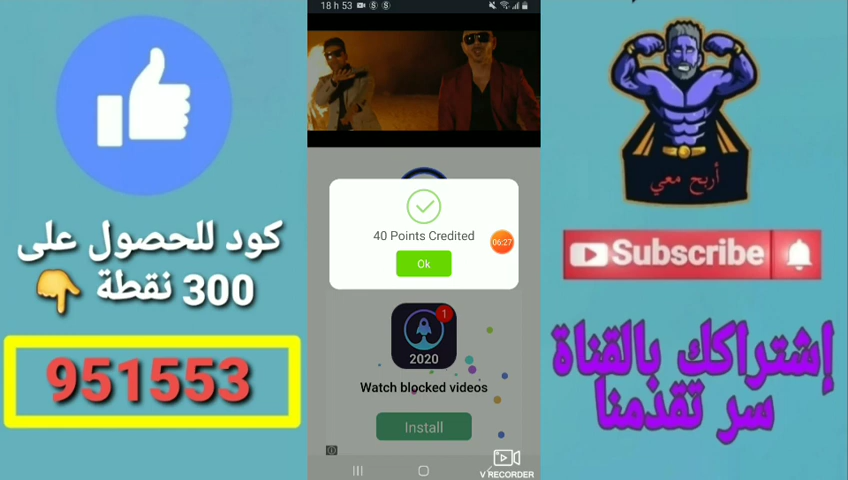 كود للحصول على
300 نقطة
951553
18 h 53
40 Points Credited
06:27
Ok
1
2020
Watch blocked videos
Install
V RECORDER
أربح معي
Subscribe
إشتراكك بالقناة
سر تقدمنا